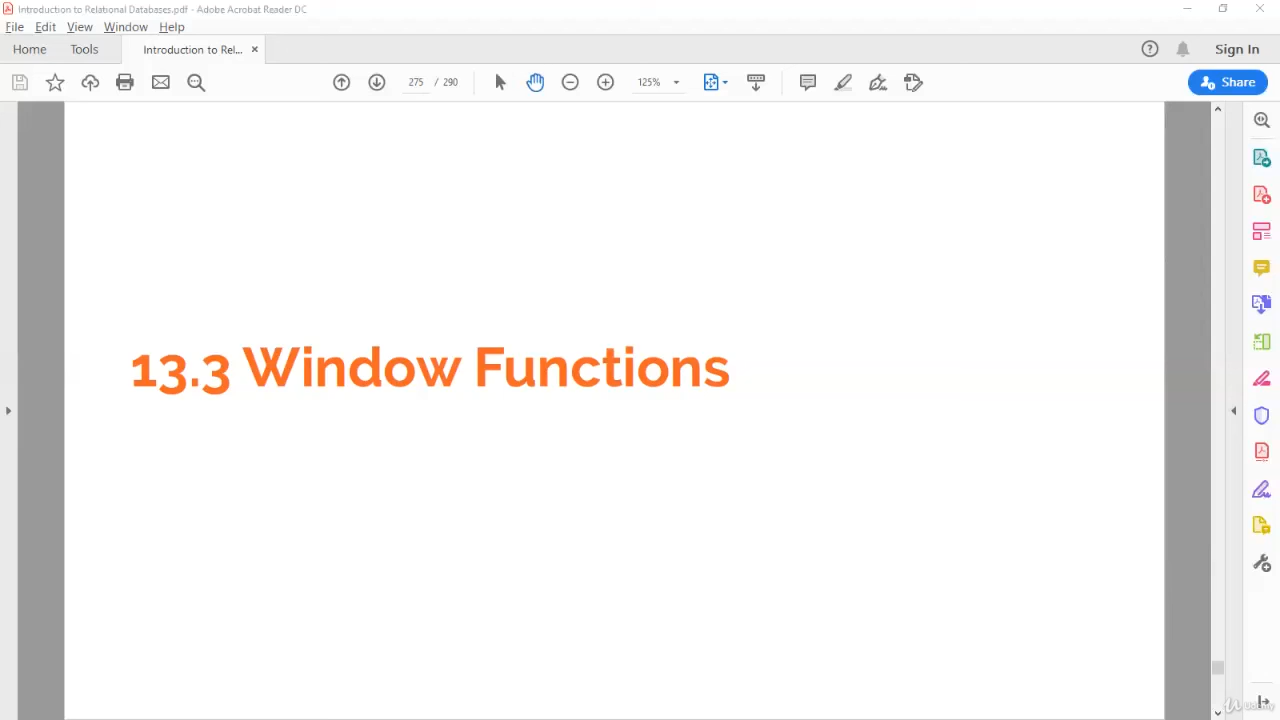 Introduction to Relational Databases.pdf - Adobe Acrobat Reader DC
File Edit View Window Help
Home Tools Introduction to Rel... × Sign In
275 / 290 125% Share
13.3 Window Functions
Udemy